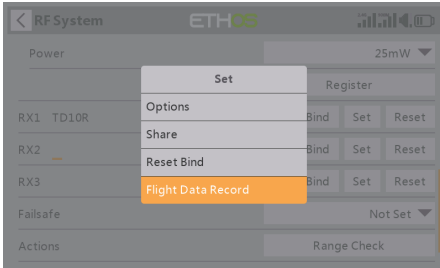 RF System ETHOS
Power 25mW
Set
Register
Options
RX1 TD10R Bind Set Reset
Share
RX2 Bind Set Reset
Reset Bind
RX3 Bind Set Reset
Flight Data Record
Failsafe Not Set
Actions Range Check